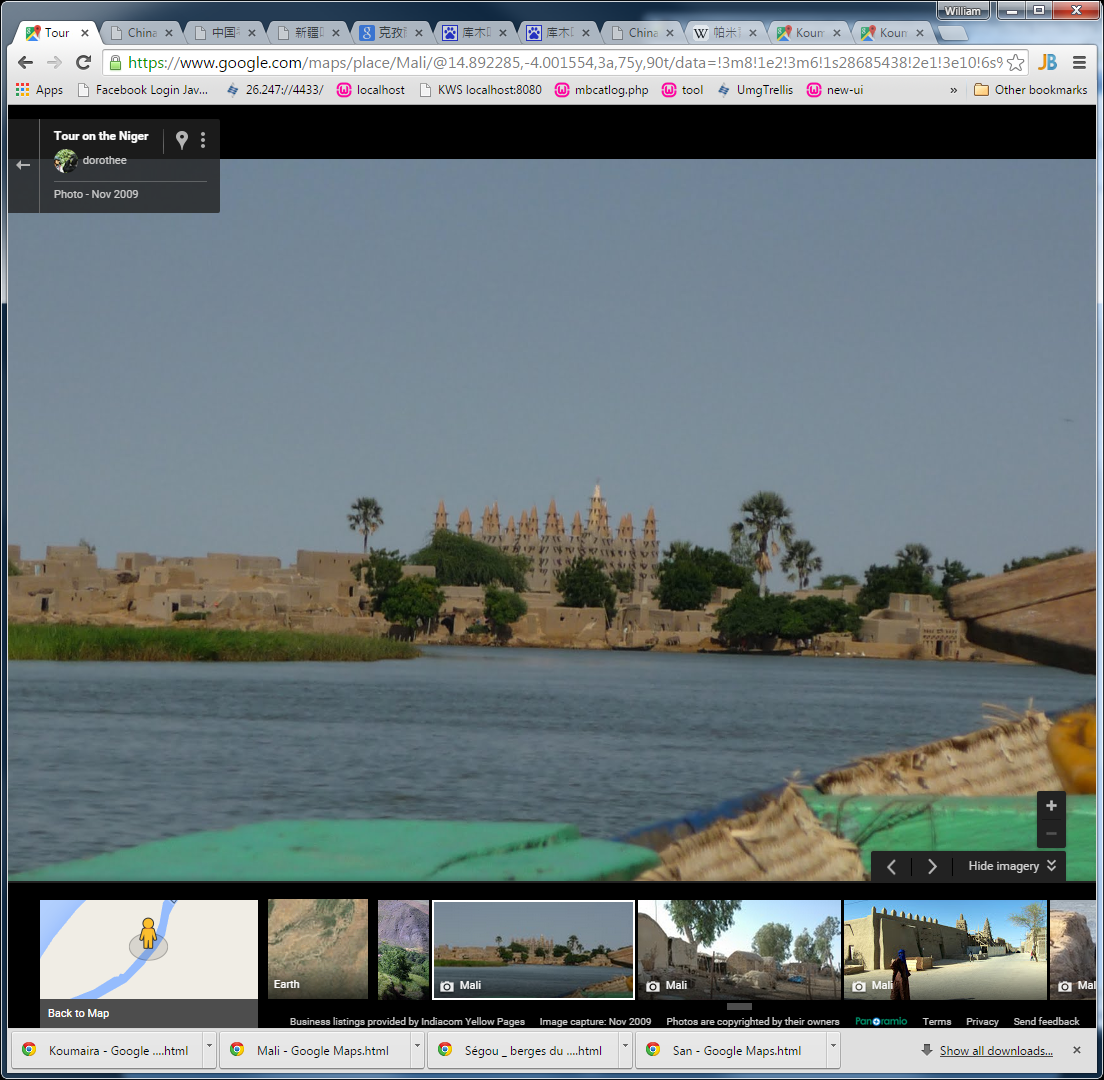 William
Tour
China
中国
新疆
克孜
库木
库木
China
帕米
Koum
Koun
https://www.google.com/maps/place/Mali/@14.892285,-4.001554,3a,75y,90t/data=!3m8!1e2!3m6!1s28685438!2e1!3e10!6s9
JB
Apps
Facebook Login Jav...
26.247://4433/
localhost
KWS localhost:8080
mbcatlog.php
tool
UmgTrellis
new-ui
»
Other bookmarks
Tour on the Niger
dorothee
Photo - Nov 2009
Hide imagery
Back to Map
Earth
Mali
Mali
Mali
Mal
Business listings provided by Indiacom Yellow Pages
Image capture: Nov 2009
Photos are copyrighted by their owners
Panoramio
Terms
Privacy
Send feedback
Koumaira - Google ....html
Mali - Google Maps.html
Ségou _ berges du ....html
San - Google Maps.html
Show all downloads...